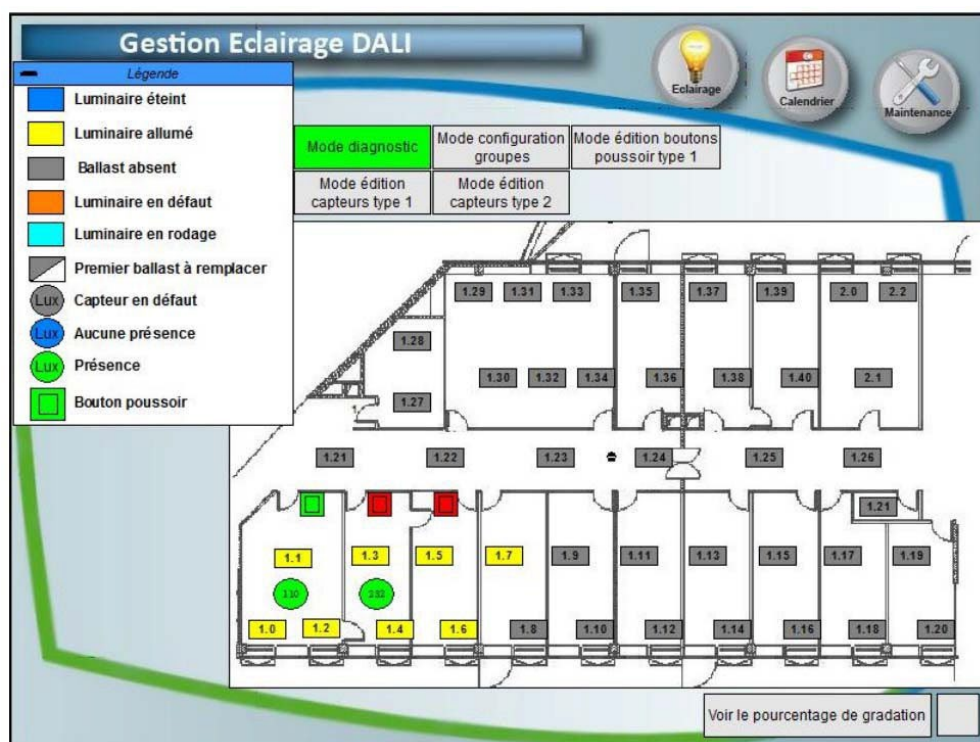 Gestion Eclairage DALI
Eclairage
Calendrier
Maintenance
Légende
Luminaire éteint
Luminaire allumé
Ballast absent
Luminaire en défaut
Luminaire en rodage
Premier ballast à remplacer
Lux Capteur en défaut
Lux Aucune présence
Lux Présence
Bouton poussoir
Mode diagnostic
Mode configuration
groupes
Mode édition boutons
poussoir type 1
Mode édition
capteurs type 1
Mode édition
capteurs type 2
1.29 1.31 1.33 1.35 1.37 1.39 2.0 2.2
1.28
1.30 1.32 1.34 1.36 1.38 1.40 2.1
1.27
1.21 1.22 1.23 1.24 1.25 1.26
1.21
1.1 1.3 1.5 1.7 1.9 1.11 1.13 1.15 1.17 1.19
1.0 1.2 1.4 1.6 1.8 1.10 1.12 1.14 1.16 1.18 1.20
Voir le pourcentage de gradation